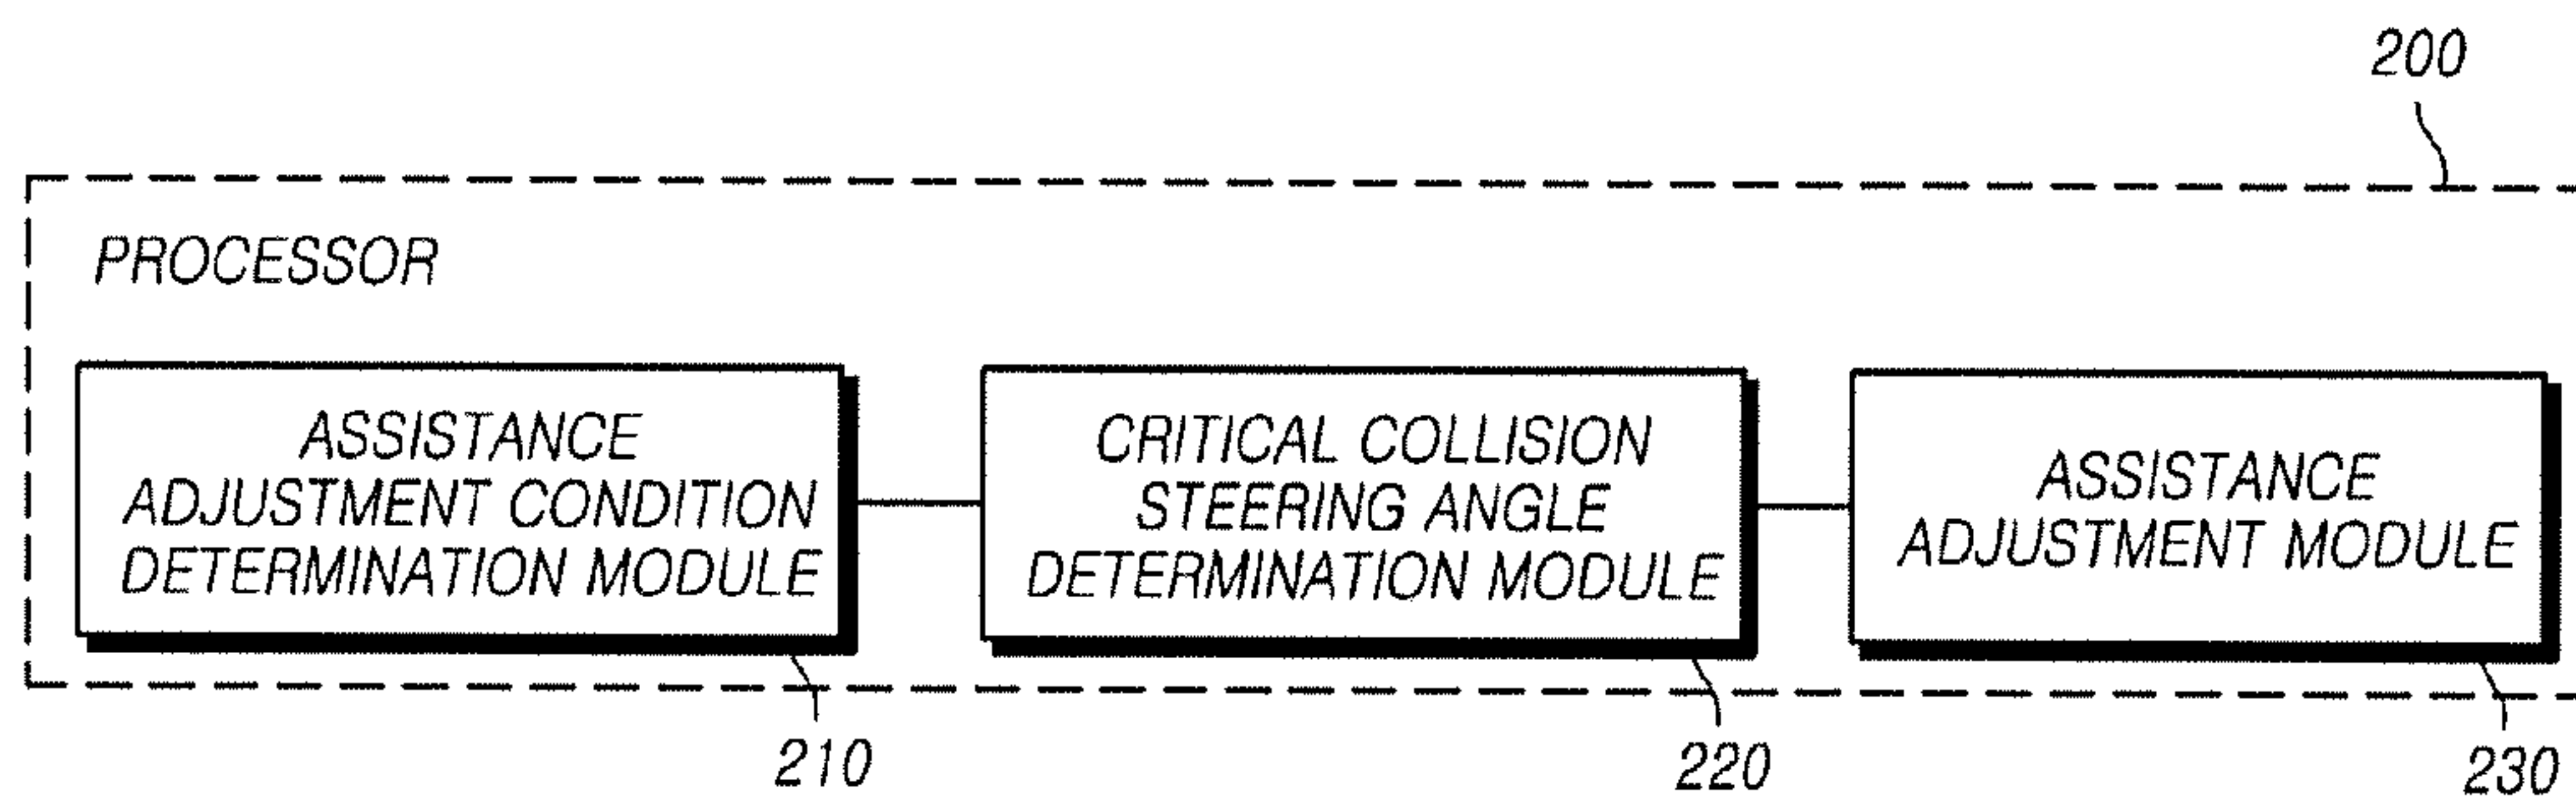 200
PROCESSOR
ASSISTANCE
ADJUSTMENT CONDITION
DETERMINATION MODULE
CRITICAL COLLISION
STEERING ANGLE
DETERMINATION MODULE
ASSISTANCE
ADJUSTMENT MODULE
210
220
230